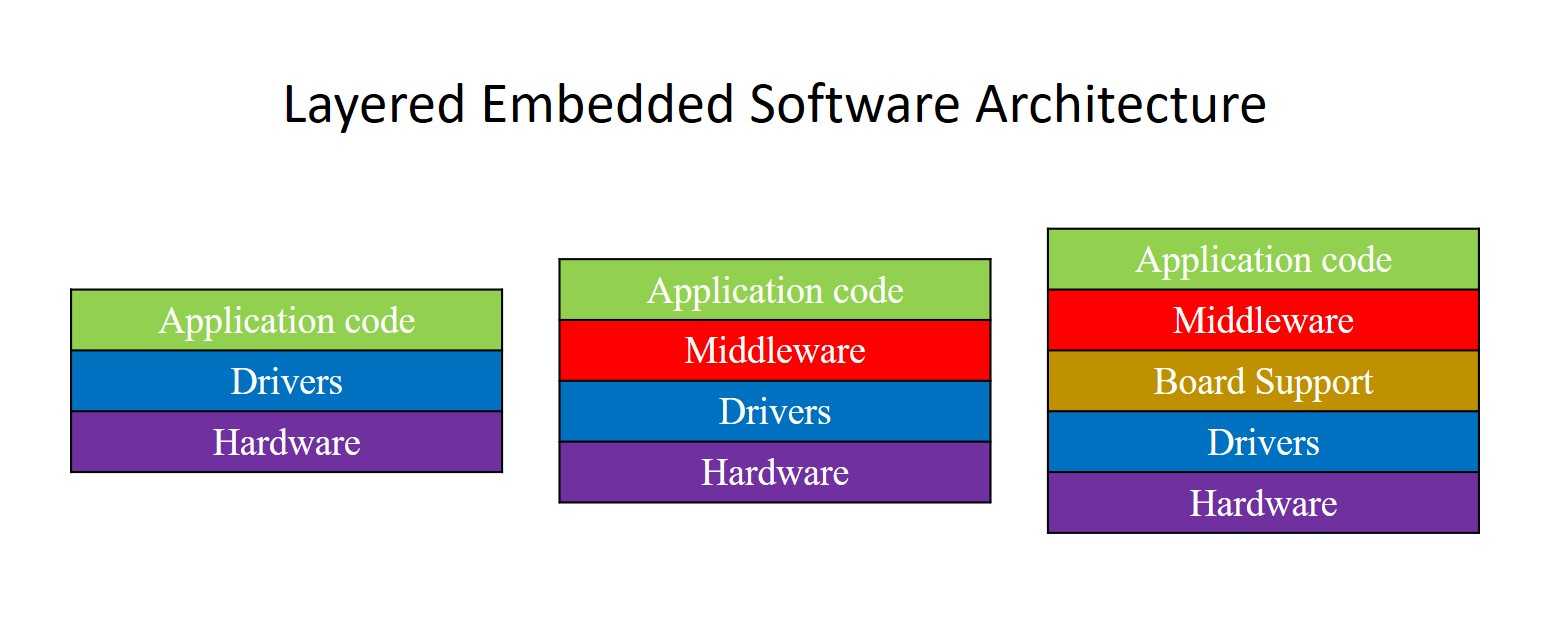 Layered Embedded Software Architecture
Application code
Drivers
Hardware
Application code
Middleware
Drivers
Hardware
Application code
Middleware
Board Support
Drivers
Hardware